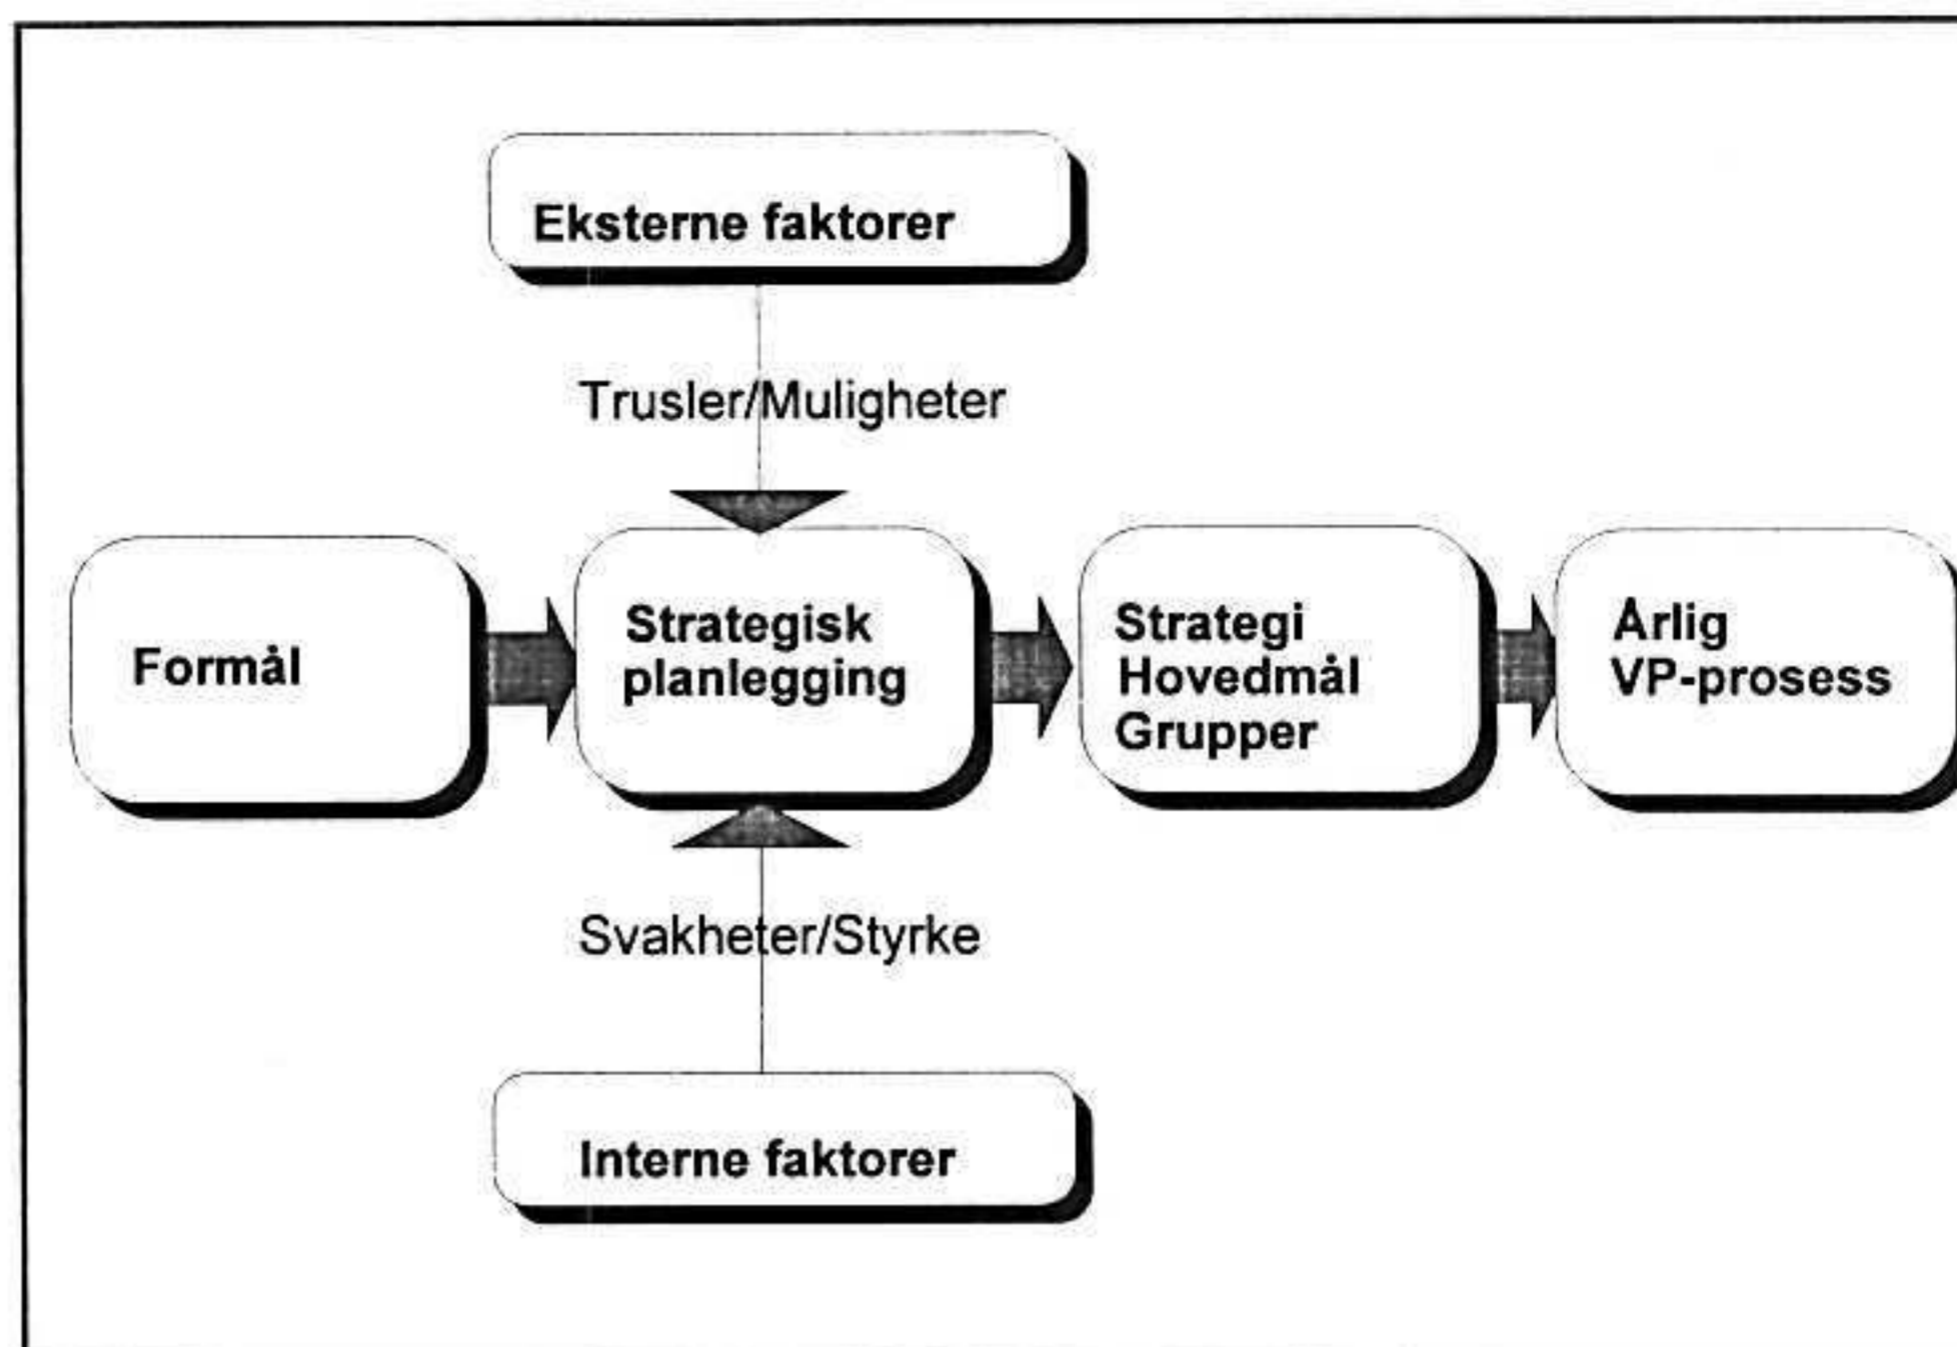 Eksterne faktorer
Trusler/Muligheter
Formål
Strategisk
planlegging
Strategi
Hovedmål
Grupper
Årlig
VP-prosess
Svakheter/Styrke
Interne faktorer